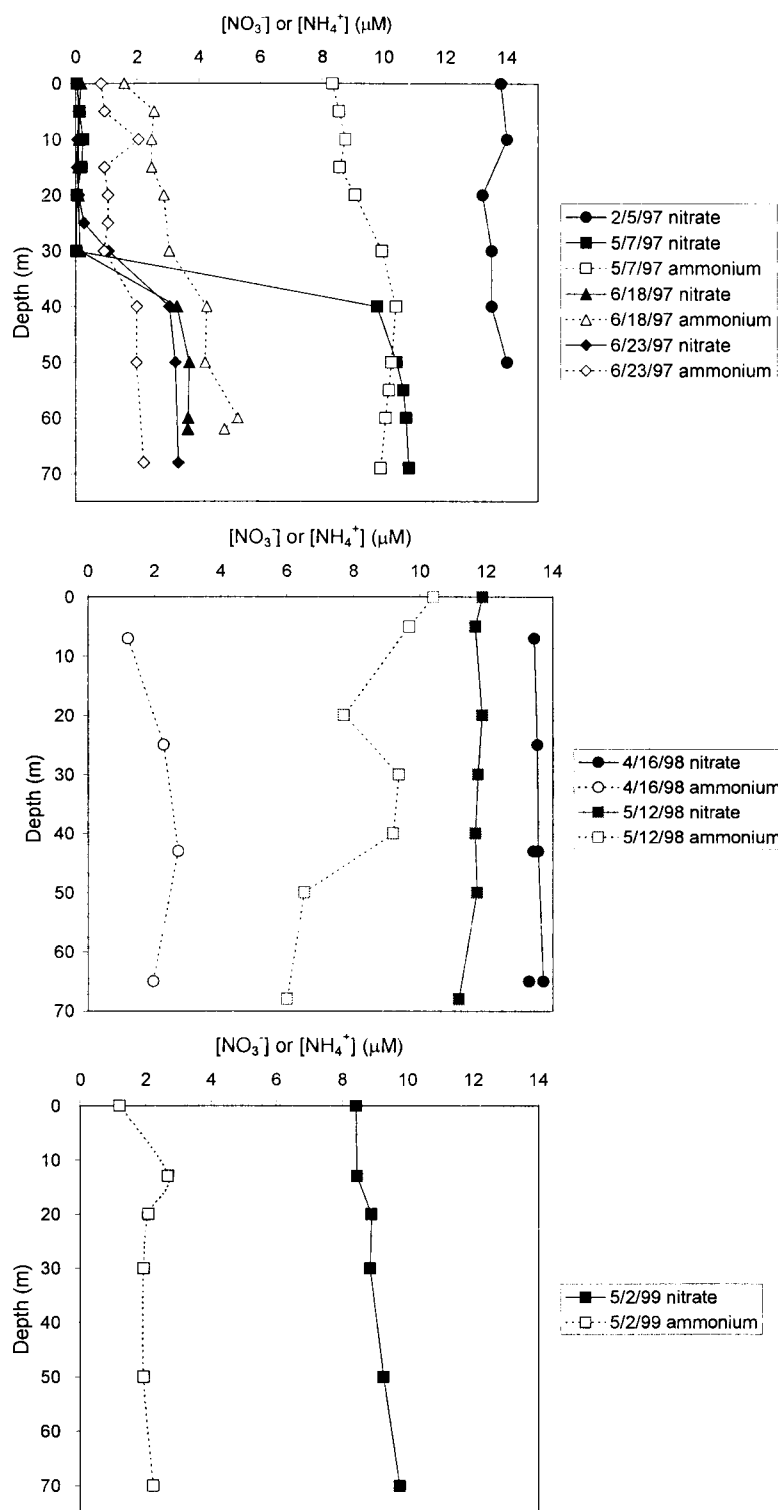 [NO₃⁻] or [NH₄⁺] (µM)
0 2 4 6 8 10 12 14
0
10
20
30
40
50
60
70
Depth (m)
2/5/97 nitrate
5/7/97 nitrate
5/7/97 ammonium
6/18/97 nitrate
6/18/97 ammonium
6/23/97 nitrate
6/23/97 ammonium
[NO₃⁻] or [NH₄⁺] (µM)
0 2 4 6 8 10 12 14
0
10
20
30
40
50
60
70
Depth (m)
4/16/98 nitrate
4/16/98 ammonium
5/12/98 nitrate
5/12/98 ammonium
[NO₃⁻] or [NH₄⁺] (µM)
0 2 4 6 8 10 12 14
0
10
20
30
40
50
60
70
Depth (m)
5/2/99 nitrate
5/2/99 ammonium